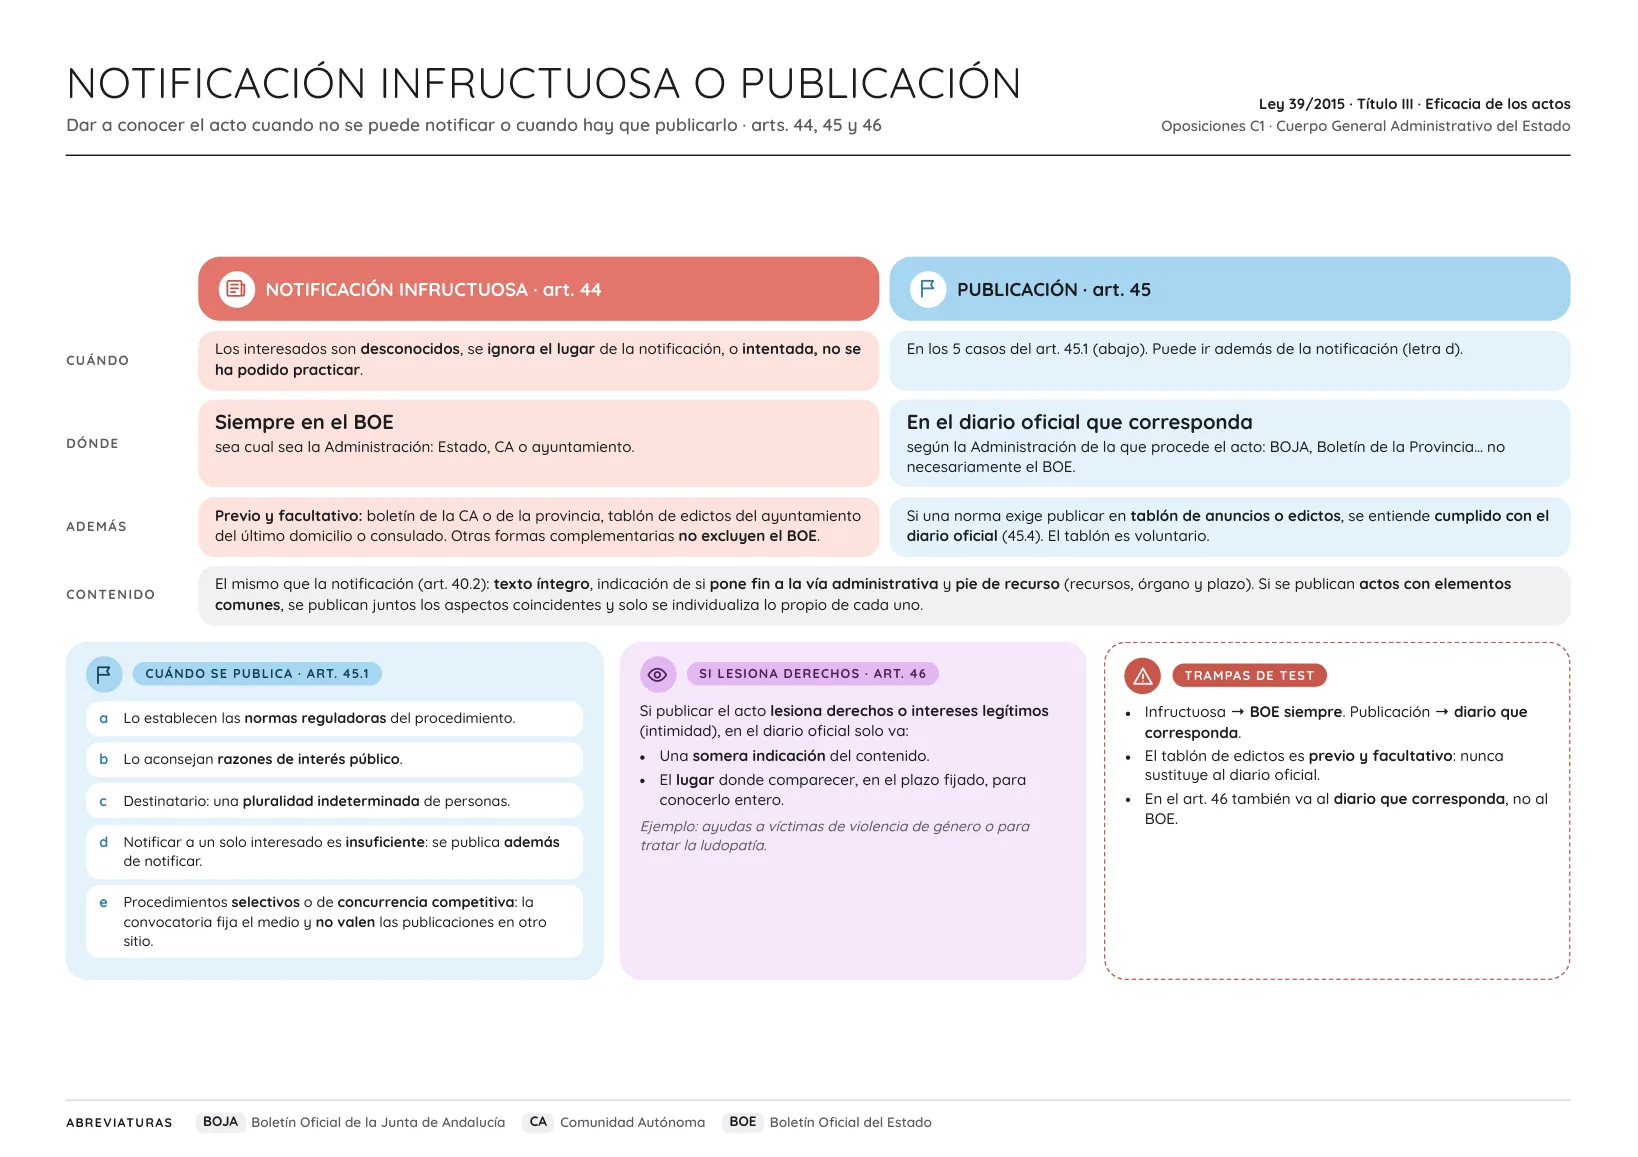 NOTIFICACIÓN INFRUCTUOSA O PUBLICACIÓN
Dar a conocer el acto cuando no se puede notificar o cuando hay que publicarlo · arts. 44, 45 y 46
Ley 39/2015 · Título III · Eficacia de los actos
Oposiciones C1 · Cuerpo General Administrativo del Estado
NOTIFICACIÓN INFRUCTUOSA · art. 44
PUBLICACIÓN · art. 45
CUÁNDO
Los interesados son desconocidos, se ignora el lugar de la notificación, o intentada, no se
ha podido practicar.
En los 5 casos del art. 45.1 (abajo). Puede ir además de la notificación (letra d).
DÓNDE
Siempre en el BOE
sea cual sea la Administración: Estado, CA o ayuntamiento.
En el diario oficial que corresponda
según la Administración de la que procede el acto: BOJA, Boletín de la Provincia... no
necesariamente el BOE.
ADEMÁS
Previo y facultativo: boletín de la CA o de la provincia, tablón de edictos del ayuntamiento
del último domicilio o consulado. Otras formas complementarias no excluyen el BOE.
Si una norma exige publicar en tablón de anuncios o edictos, se entiende cumplido con el
diario oficial (45.4). El tablón es voluntario.
CONTENIDO
El mismo que la notificación (art. 40.2): texto íntegro, indicación de si pone fin a la vía administrativa y pie de recurso (recursos, órgano y plazo). Si se publican actos con elementos
comunes, se publican juntos los aspectos coincidentes y solo se individualiza lo propio de cada uno.
CUÁNDO SE PUBLICA · ART. 45.1
a Lo establecen las normas reguladoras del procedimiento.
b Lo aconsejan razones de interés público.
c Destinatario: una pluralidad indeterminada de personas.
d Notificar a un solo interesado es insuficiente: se publica además
de notificar.
e Procedimientos selectivos o de concurrencia competitiva: la
convocatoria fija el medio y no valen las publicaciones en otro
sitio.
SI LESIONA DERECHOS · ART. 46
Si publicar el acto lesiona derechos o intereses legítimos
(intimidad), en el diario oficial solo va:
• Una somera indicación del contenido.
• El lugar donde comparecer, en el plazo fijado, para
conocerlo entero.
Ejemplo: ayudas a víctimas de violencia de género o para
tratar la ludopatía.
TRAMPAS DE TEST
• Infructuosa → BOE siempre. Publicación → diario que
corresponda.
• El tablón de edictos es previo y facultativo: nunca
sustituye al diario oficial.
• En el art. 46 también va al diario que corresponda, no al
BOE.
ABREVIATURAS BOJA Boletín Oficial de la Junta de Andalucía CA Comunidad Autónoma BOE Boletín Oficial del Estado